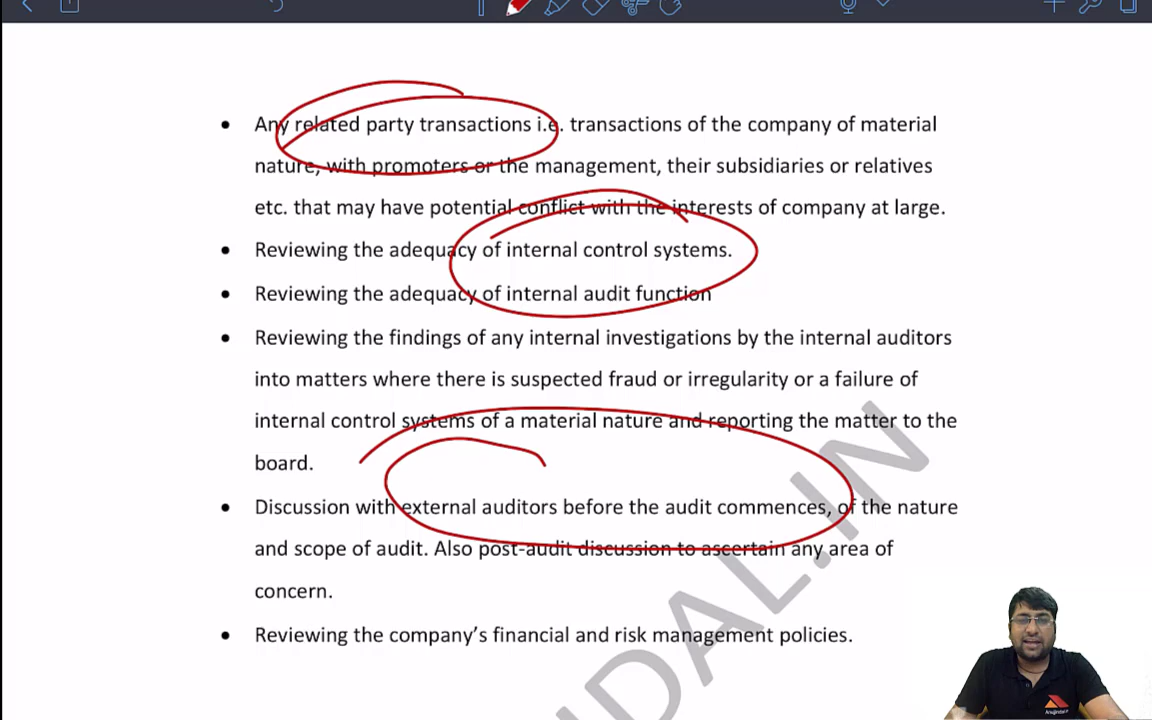 • Any related party transactions i.e. transactions of the company of material
nature, with promoters or the management, their subsidiaries or relatives
etc. that may have potential conflict with the interests of company at large.
• Reviewing the adequacy of internal control systems.
• Reviewing the adequacy of internal audit function
• Reviewing the findings of any internal investigations by the internal auditors
into matters where there is suspected fraud or irregularity or a failure of
internal control systems of a material nature and reporting the matter to the
board.
• Discussion with external auditors before the audit commences, of the nature
and scope of audit. Also post-audit discussion to ascertain any area of
concern.
• Reviewing the company’s financial and risk management policies.
NDAL.IN